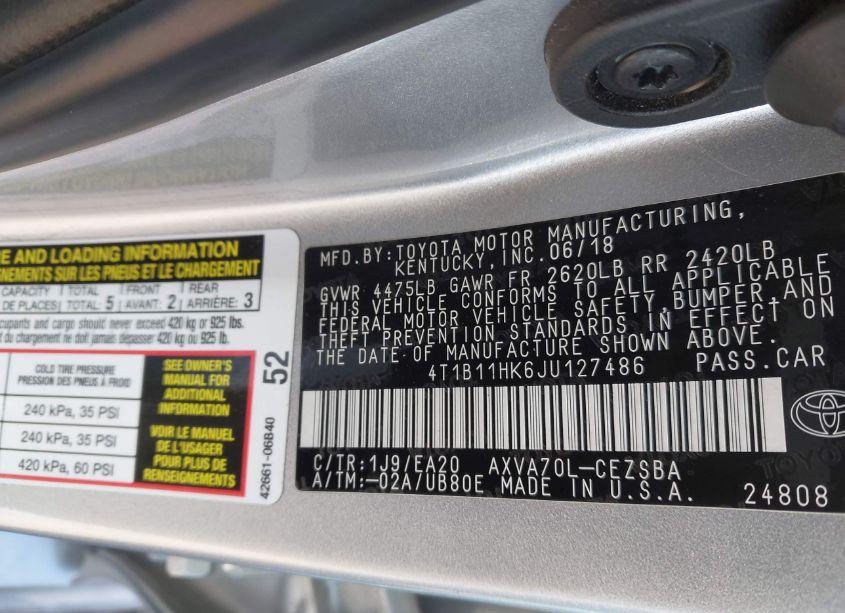 RE AND LOADING INFORMATION
GNEMENTS SUR LES PNEUS ET LE CHARGEMENT
CAPACITY | TOTAL 5 | FRONT 2 | REAR 3
DE PLACES| TOTAL: | AVANT: | ARRIÈRE:
cupants and cargo should never exceed 420 kg or 925 lbs.
du chargement ne doit jamais dépasser 420 kg ou 925 lb.
COLD TIRE PRESSURE
PRESSION DES PNEUS À FROID
240 kPa, 35 PSI
240 kPa, 35 PSI
420 kPa, 60 PSI
SEE OWNER'S
MANUAL FOR
ADDITIONAL
INFORMATION
VOIR LE MANUEL
DE L'USAGER
POUR PLUS DE
RENSEIGNEMENTS
52
42661-06B40
MFD.BY:TOYOTA MOTOR MANUFACTURING,
KENTUCKY, INC.06/18
GVWR 4475LB GAWR FR 2620LB RR 2420LB
THIS VEHICLE CONFORMS TO ALL APPLICABLE
FEDERAL MOTOR VEHICLE SAFETY,BUMPER,AND
THEFT PREVENTION STANDARDS IN EFFECT ON
THE DATE OF MANUFACTURE SHOWN ABOVE.
4T1B11HK6JU127486 PASS.CAR
C/TR:1J9/EA20 AXVA70L-CEZSBA
A/TM:-02A/UB80E MADE IN U.S.A.
24808